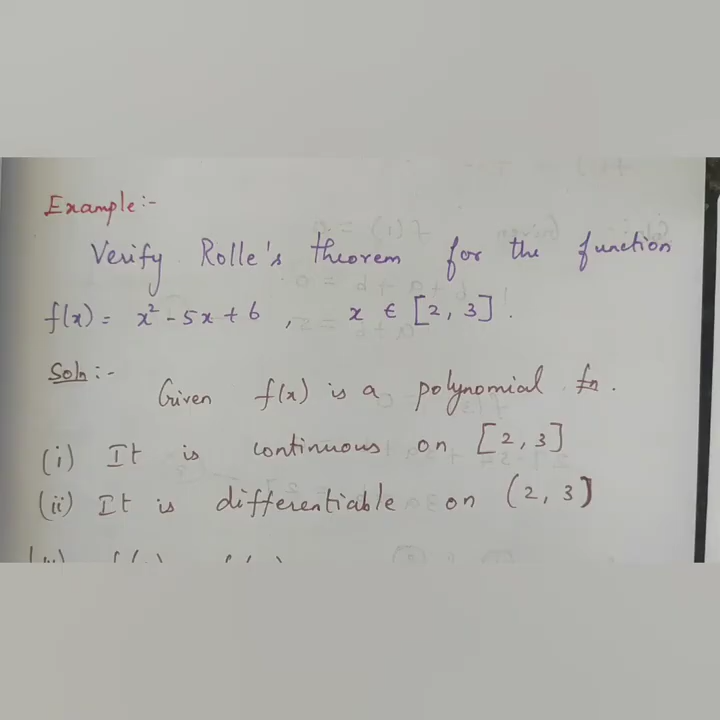 Example:-
Verify Rolle's theorem for the function
f(x) = x² - 5x + 6 , x ∈ [2, 3].
Soln:-
Given f(x) is a polynomial fn.
(i) It is continuous on [2, 3]
(ii) It is differentiable on (2, 3)